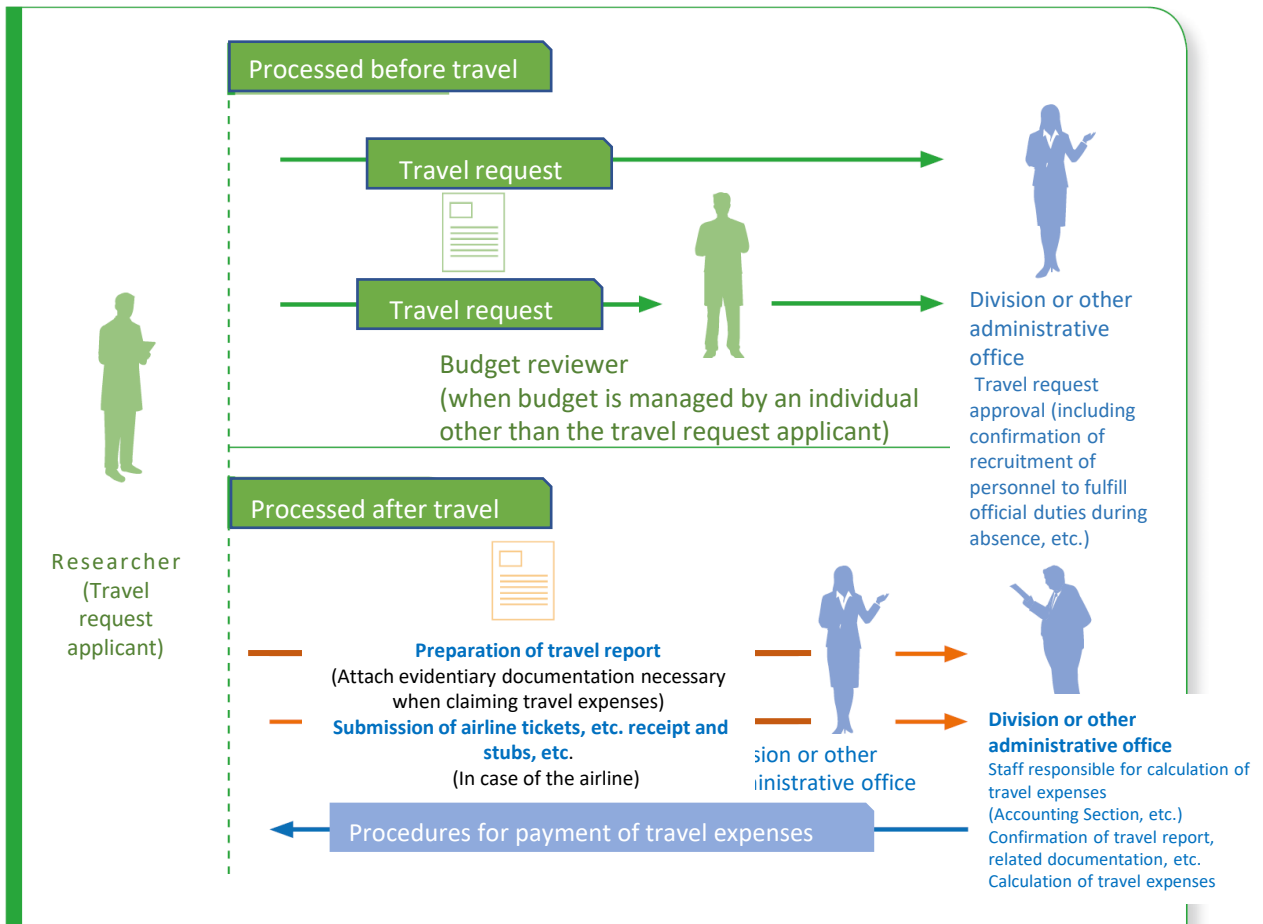 Processed before travel
Travel request
Travel request
Budget reviewer
(when budget is managed by an individual
other than the travel request applicant)
Division or other
administrative
office
Travel request
approval (including
confirmation of
recruitment of
personnel to fulfill
official duties during
absence, etc.)
Researcher
(Travel
request
applicant)
Processed after travel
Preparation of travel report
(Attach evidentiary documentation necessary
when claiming travel expenses)
Submission of airline tickets, etc. receipt and
stubs, etc.
(In case of the airline)
or other
office
Division or other
administrative office
Staff responsible for calculation of
travel expenses
(Accounting Section, etc.)
Confirmation of travel report,
related documentation, etc.
Calculation of travel expenses
Procedures for payment of travel expenses